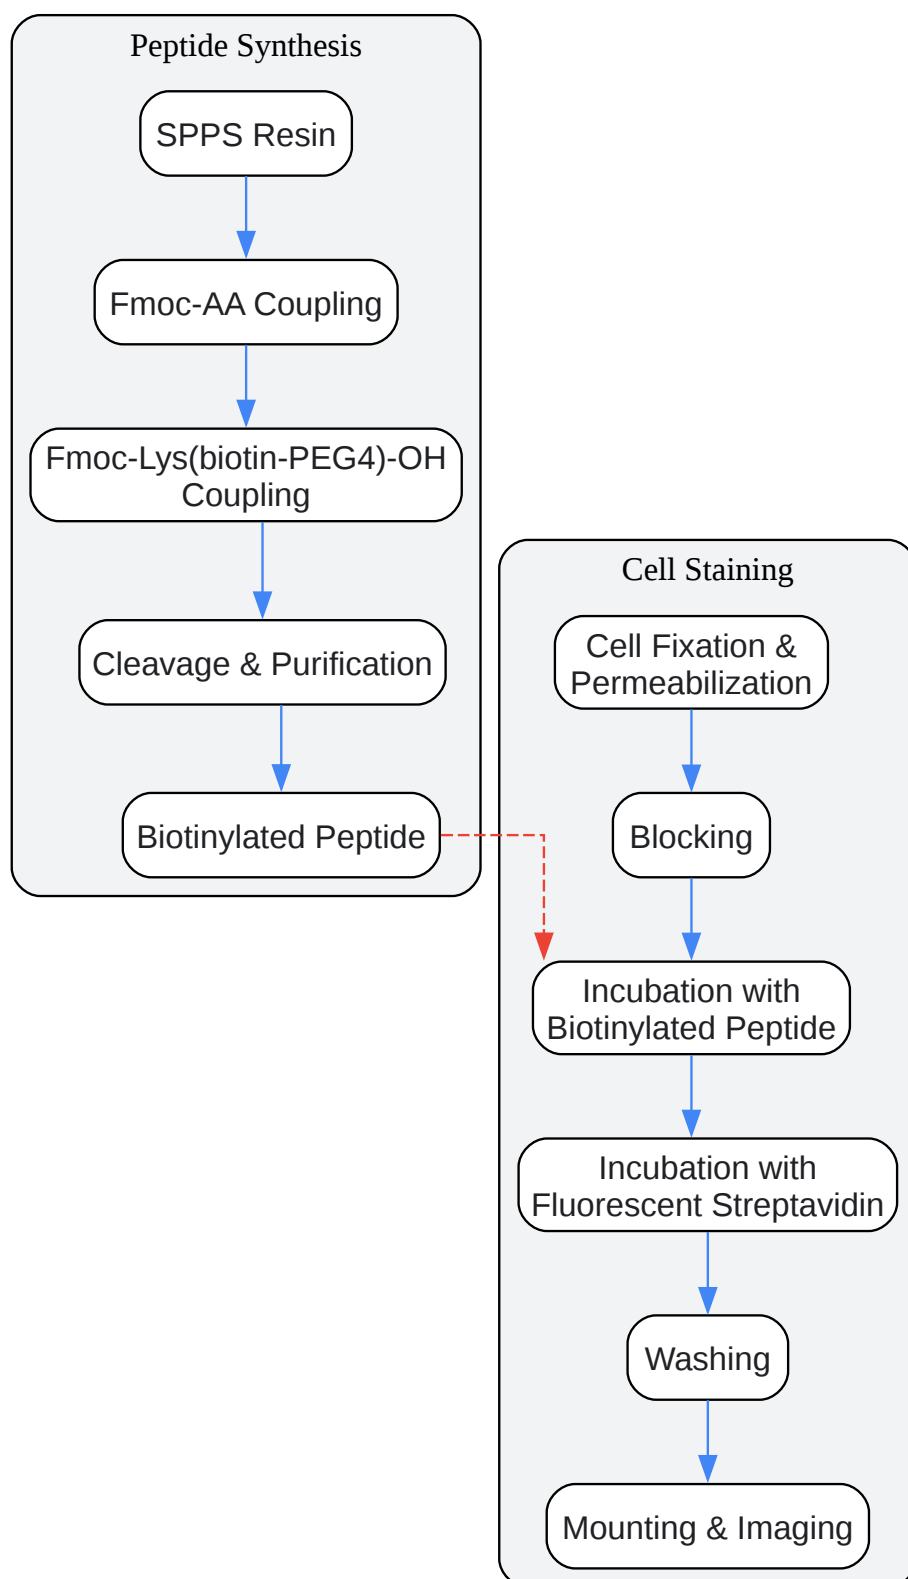 Peptide Synthesis
SPPS Resin
Fmoc-AA Coupling
Fmoc-Lys(biotin-PEG4)-OH
Coupling
Cleavage & Purification
Biotinylated Peptide
Cell Staining
Cell Fixation &
Permeabilization
Blocking
Incubation with
Biotinylated Peptide
Incubation with
Fluorescent Streptavidin
Washing
Mounting & Imaging